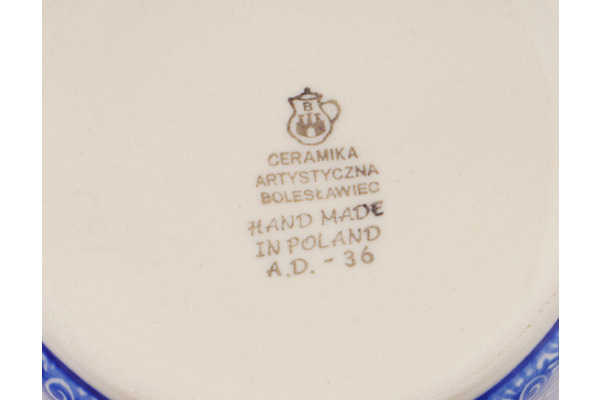 B
CERAMIKA
ARTYSTYCZNA
BOLESŁAWIEC
HAND MADE
IN POLAND
A.D. - 36